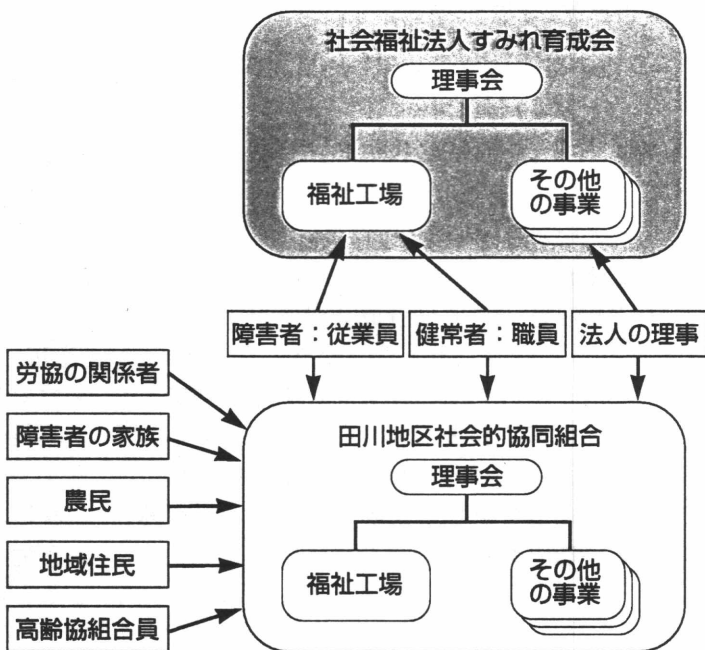 社会福祉法人すみれ育成会
理事会
福祉工場
その他
の事業
障害者：従業員
健常者：職員
法人の理事
労協の関係者
障害者の家族
農民
地域住民
高齢協組合員
田川地区社会的協同組合
理事会
福祉工場
その他
の事業